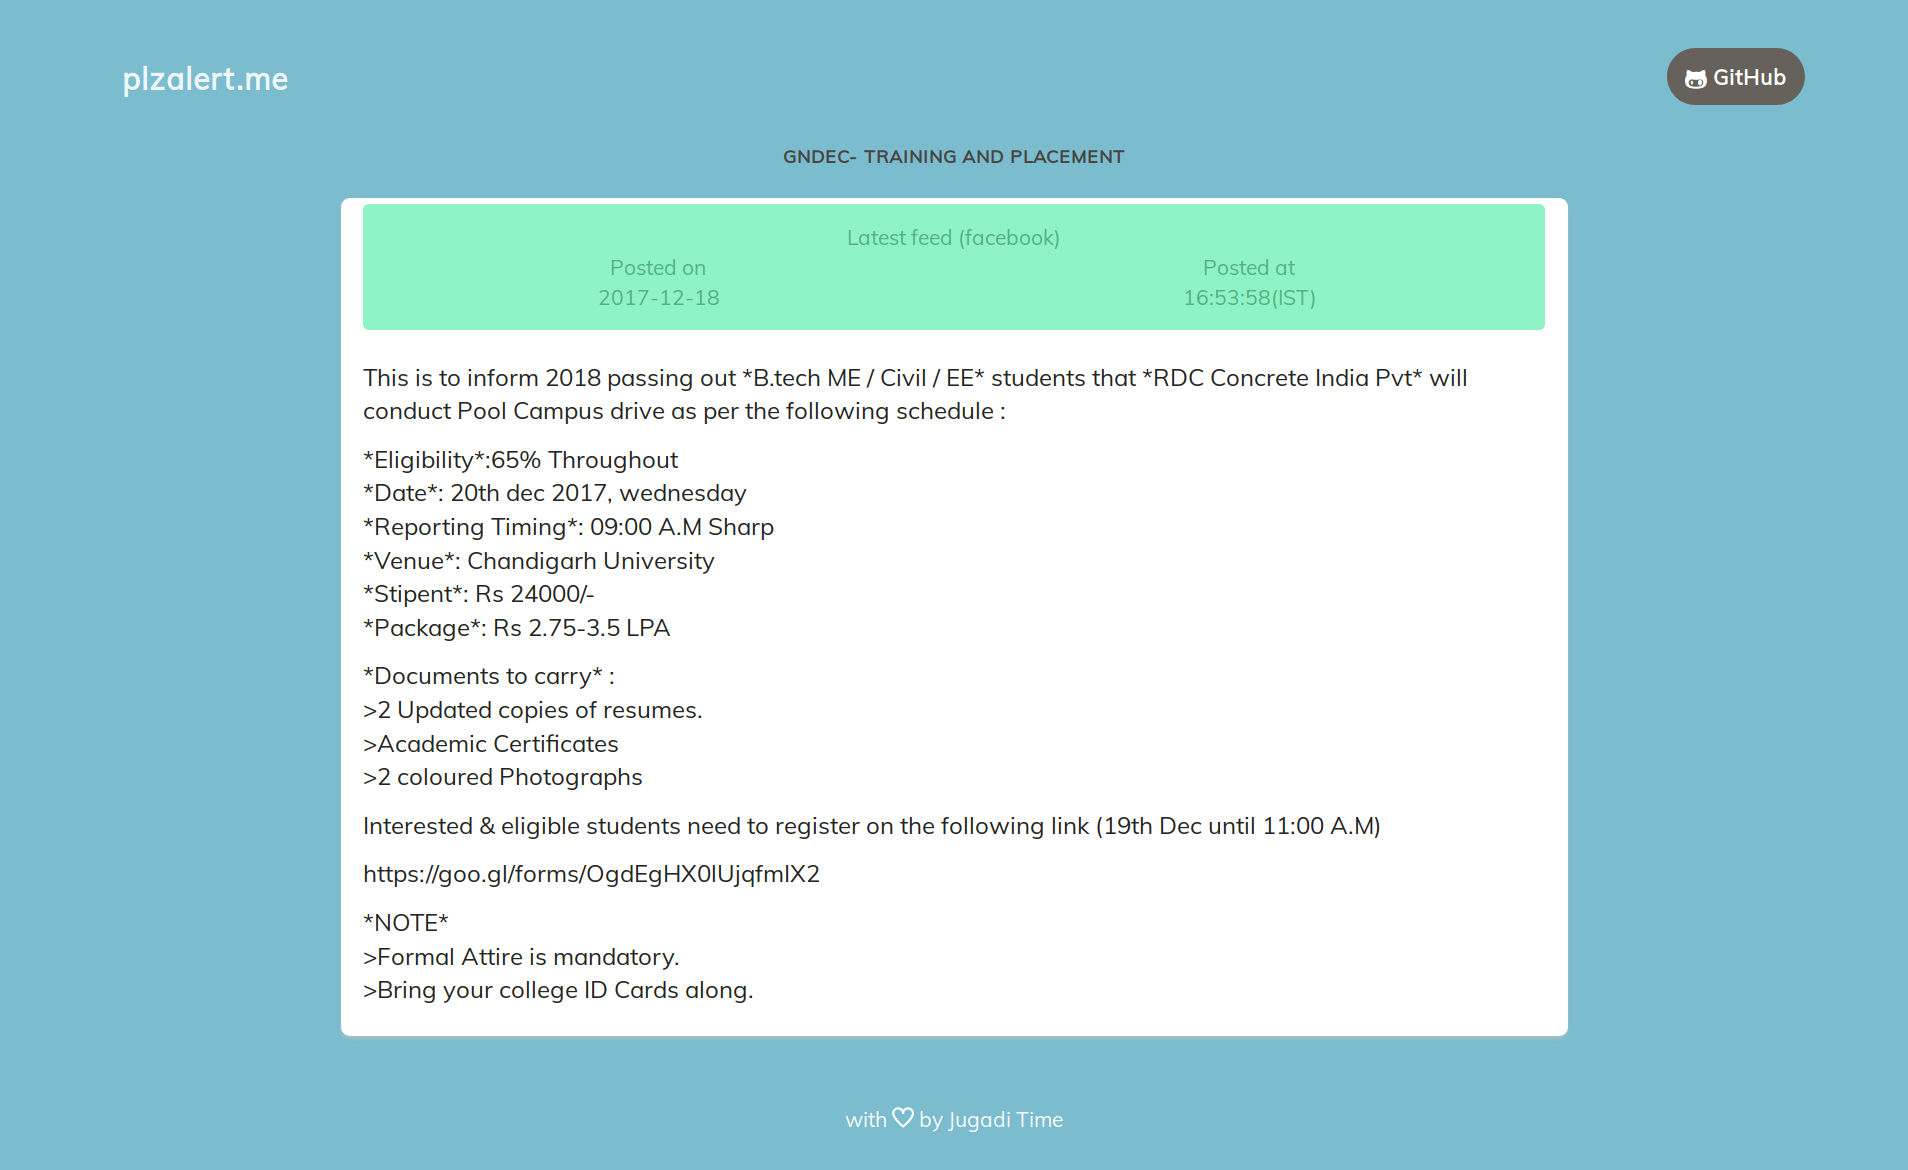 plzalert.me
GitHub
GNDEC- TRAINING AND PLACEMENT
Latest feed (facebook)
Posted on
2017-12-18
Posted at
16:53:58(IST)
This is to inform 2018 passing out *B.tech ME / Civil / EE* students that *RDC Concrete India Pvt* will
conduct Pool Campus drive as per the following schedule :
*Eligibility*:65% Throughout
*Date*: 20th dec 2017, wednesday
*Reporting Timing*: 09:00 A.M Sharp
*Venue*: Chandigarh University
*Stipent*: Rs 24000/-
*Package*: Rs 2.75-3.5 LPA
*Documents to carry* :
>2 Updated copies of resumes.
>Academic Certificates
>2 coloured Photographs
Interested & eligible students need to register on the following link (19th Dec until 11:00 A.M)
https://goo.gl/forms/OgdEgHX0lUjqfmlX2
*NOTE*
>Formal Attire is mandatory.
>Bring your college ID Cards along.
with ♡ by Jugadi Time